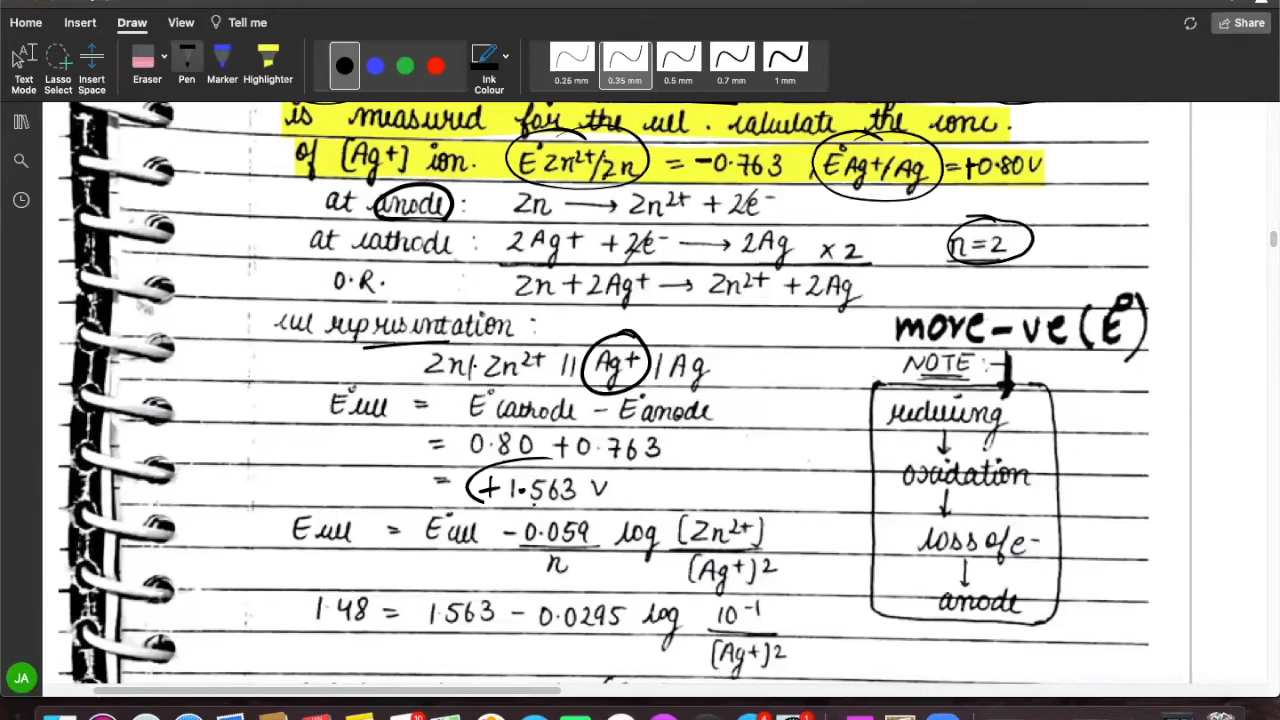 Home Insert Draw View Tell me Share
Text Mode Lasso Select Insert Space Eraser Pen Marker Highlighter Ink Colour 0.25 mm 0.35 mm 0.5 mm 0.7 mm 1 mm
is measured for the cell. calculate the conc.
of [Ag+] ion. E°Zn2+/Zn = -0.763, E°Ag+/Ag = +0.80V
at anode : Zn → Zn2+ + 2e-
at cathode : 2Ag+ + 2e- → 2Ag ×2 n=2
O.R. Zn + 2Ag+ → Zn2+ + 2Ag
cell representation :
more -ve (E°)
Zn|Zn2+ || Ag+ | Ag
NOTE :-
E°cell = E°cathode - E°anode
reducing
= 0.80 + 0.763
oxidation
= +1.563 V
Ecell = E°cell - 0.059/n log [Zn2+]/[Ag+]2
loss of e-
1.48 = 1.563 - 0.0295 log 10-1/[Ag+]2
anode
JA